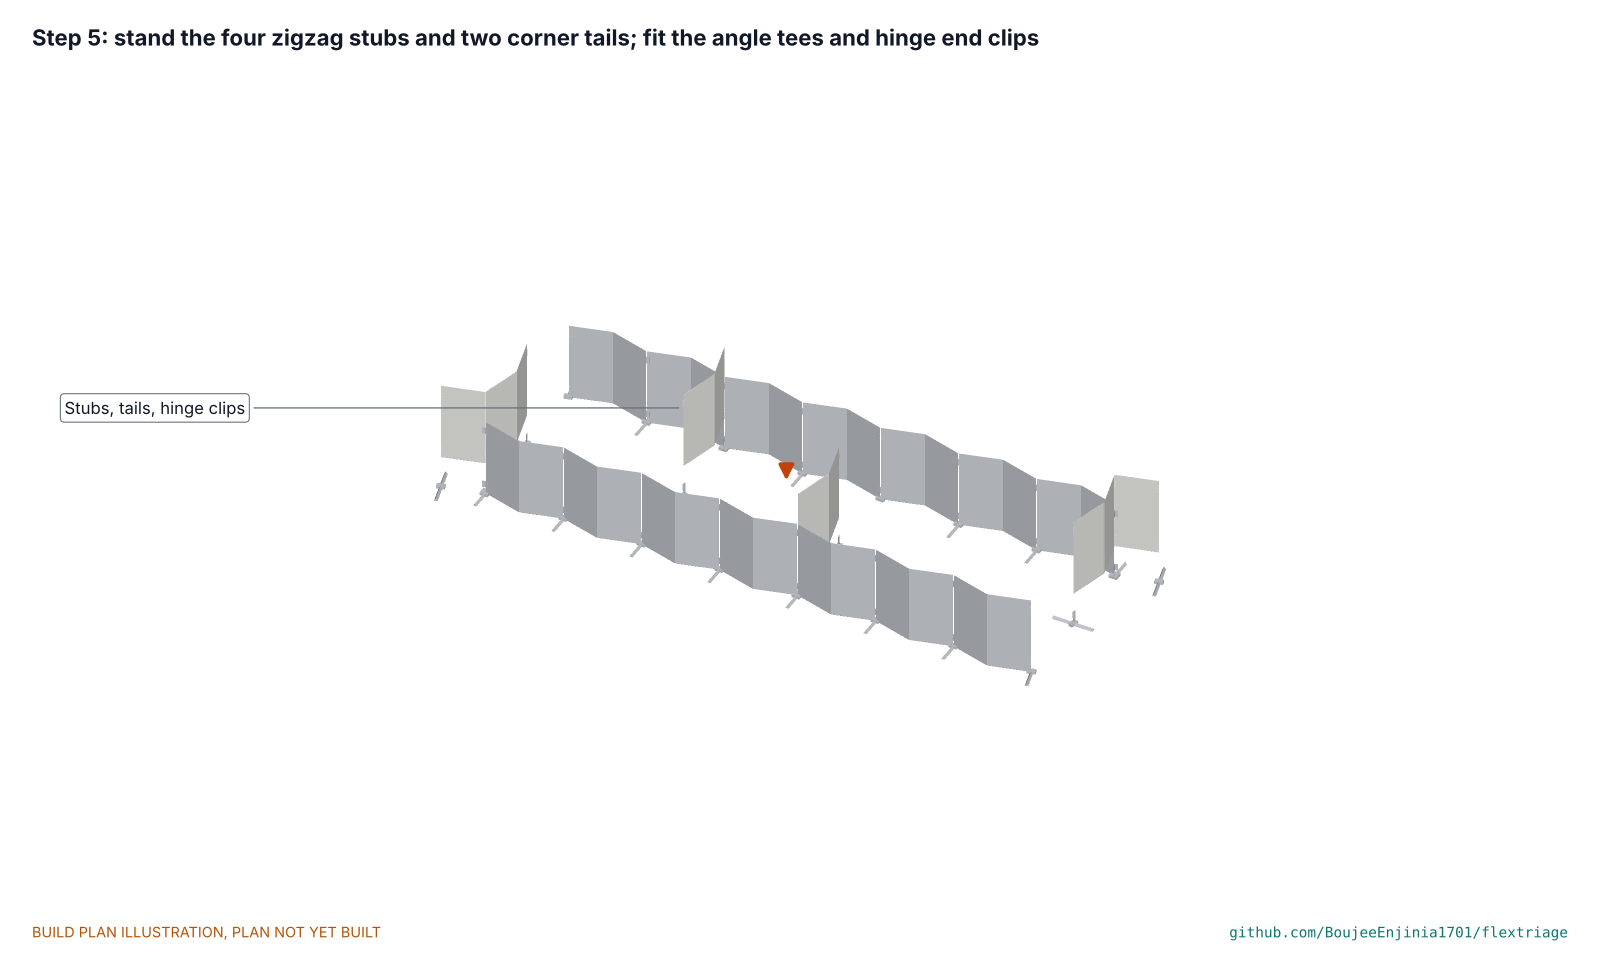 Step 5: stand the four zigzag stubs and two corner tails; fit the angle tees and hinge end clips
Stubs, tails, hinge clips
BUILD PLAN ILLUSTRATION, PLAN NOT YET BUILT
github.com/BoujeeEnjinia1701/flextriage